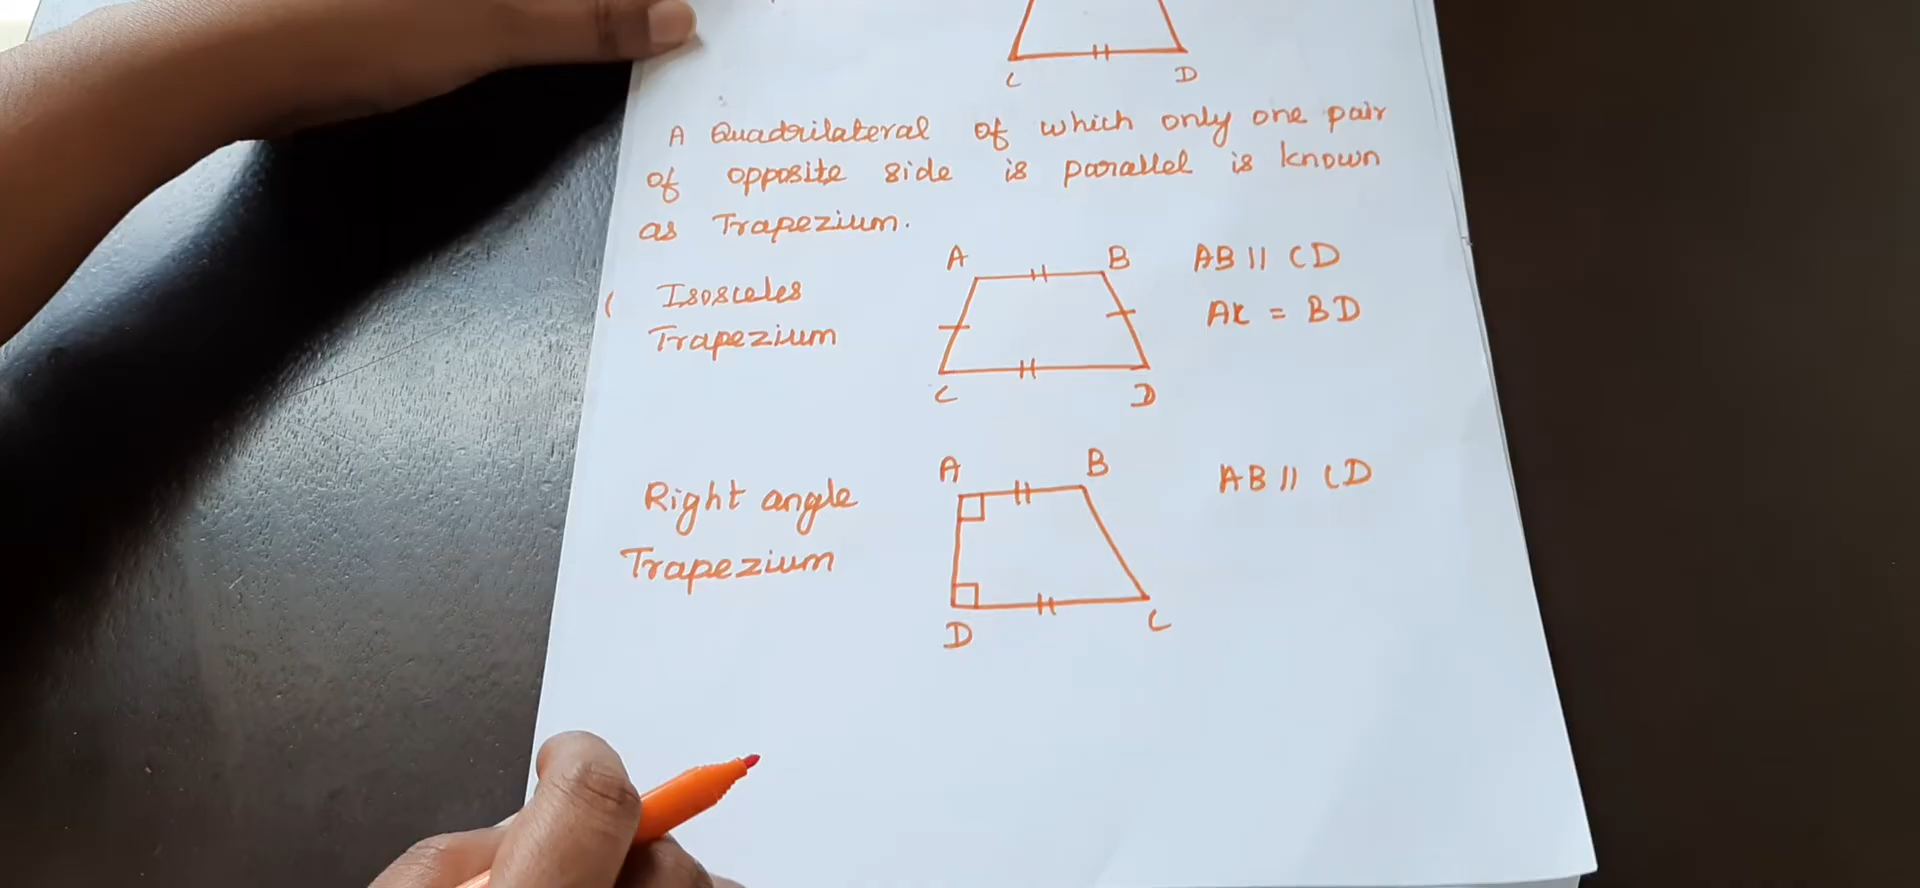 C D
A Quadrilateral of which only one pair
of opposite side is parallel is known
as Trapezium.
A B AB || CD
( Isosceles
Trapezium
AC = BD
C D
A B AB || CD
Right angle
Trapezium
D C